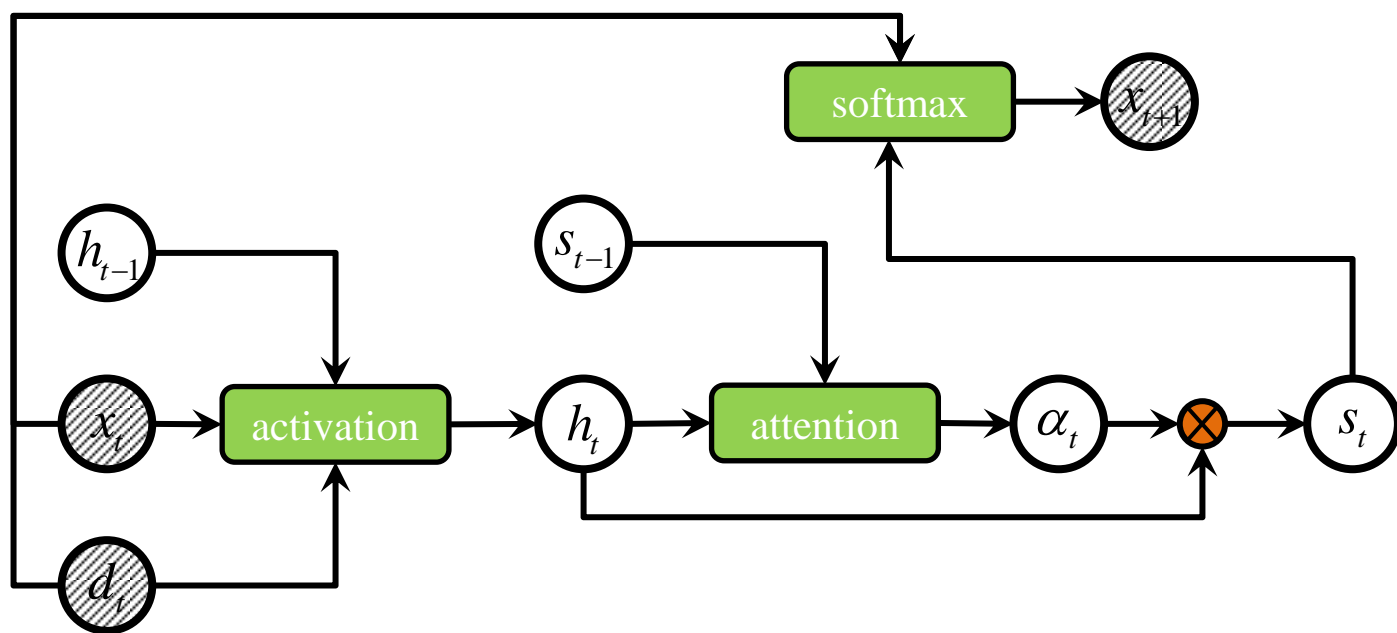 softmax
x_{t+1}
h_{t-1}
s_{t-1}
x_t
activation
h_t
attention
α_t
s_t
d_t